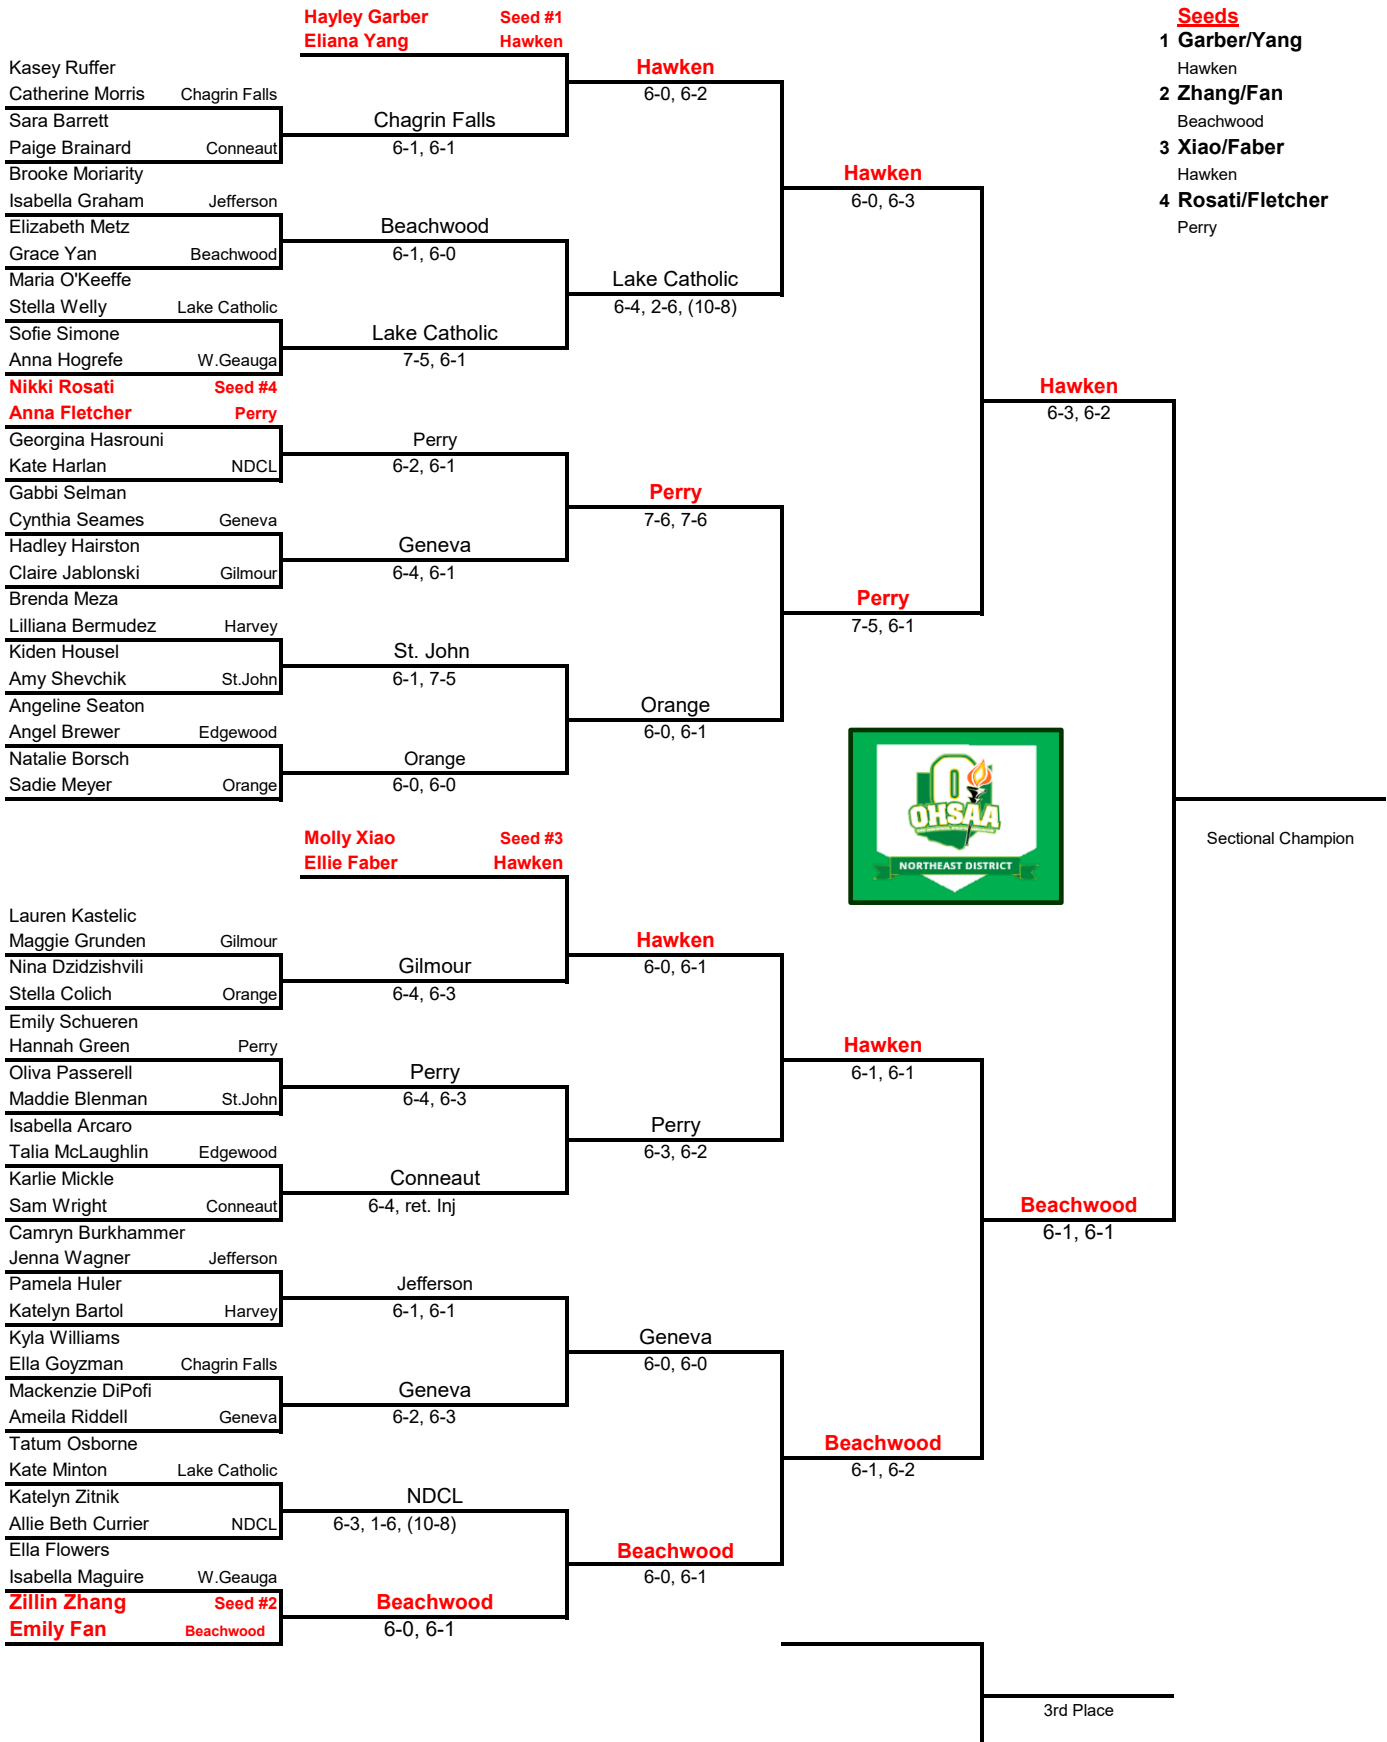 Hayley Garber Seed #1
Eliana Yang Hawken
Seeds
1 Garber/Yang
Hawken
2 Zhang/Fan
Beachwood
3 Xiao/Faber
Hawken
4 Rosati/Fletcher
Perry
Kasey Ruffer
Catherine Morris Chagrin Falls
Sara Barrett
Paige Brainard Conneaut
Brooke Moriarity
Isabella Graham Jefferson
Elizabeth Metz
Grace Yan Beachwood
Maria O'Keeffe
Stella Welly Lake Catholic
Sofie Simone
Anna Hogrefe W.Geauga
Nikki Rosati Seed #4
Anna Fletcher Perry
Georgina Hasrouni
Kate Harlan NDCL
Gabbi Selman
Cynthia Seames Geneva
Hadley Hairston
Claire Jablonski Gilmour
Brenda Meza
Lilliana Bermudez Harvey
Kiden Housel
Amy Shevchik St.John
Angeline Seaton
Angel Brewer Edgewood
Natalie Borsch
Sadie Meyer Orange
Chagrin Falls
6-1, 6-1
Beachwood
6-1, 6-0
Lake Catholic
7-5, 6-1
Perry
6-2, 6-1
Geneva
6-4, 6-1
St. John
6-1, 7-5
Orange
6-0, 6-0
Hawken
6-0, 6-2
Lake Catholic
6-4, 2-6, (10-8)
Perry
7-6, 7-6
Orange
6-0, 6-1
Hawken
6-0, 6-3
Perry
7-5, 6-1
Hawken
6-3, 6-2
OHSAA
NORTHEAST DISTRICT
Sectional Champion
Molly Xiao Seed #3
Ellie Faber Hawken
Lauren Kastelic
Maggie Grunden Gilmour
Nina Dzidzishvili
Stella Colich Orange
Emily Schueren
Hannah Green Perry
Oliva Passerell
Maddie Blenman St.John
Isabella Arcaro
Talia McLaughlin Edgewood
Karlie Mickle
Sam Wright Conneaut
Camryn Burkhammer
Jenna Wagner Jefferson
Pamela Huler
Katelyn Bartol Harvey
Kyla Williams
Ella Goyzman Chagrin Falls
Mackenzie DiPofi
Ameila Riddell Geneva
Tatum Osborne
Kate Minton Lake Catholic
Katelyn Zitnik
Allie Beth Currier NDCL
Ella Flowers
Isabella Maguire W.Geauga
Zillin Zhang Seed #2
Emily Fan Beachwood
Gilmour
6-4, 6-3
Perry
6-4, 6-3
Conneaut
6-4, ret. Inj
Jefferson
6-1, 6-1
Geneva
6-2, 6-3
NDCL
6-3, 1-6, (10-8)
Beachwood
6-0, 6-1
Hawken
6-0, 6-1
Perry
6-3, 6-2
Geneva
6-0, 6-0
Beachwood
6-0, 6-1
Hawken
6-1, 6-1
Beachwood
6-1, 6-2
Beachwood
6-1, 6-1
3rd Place